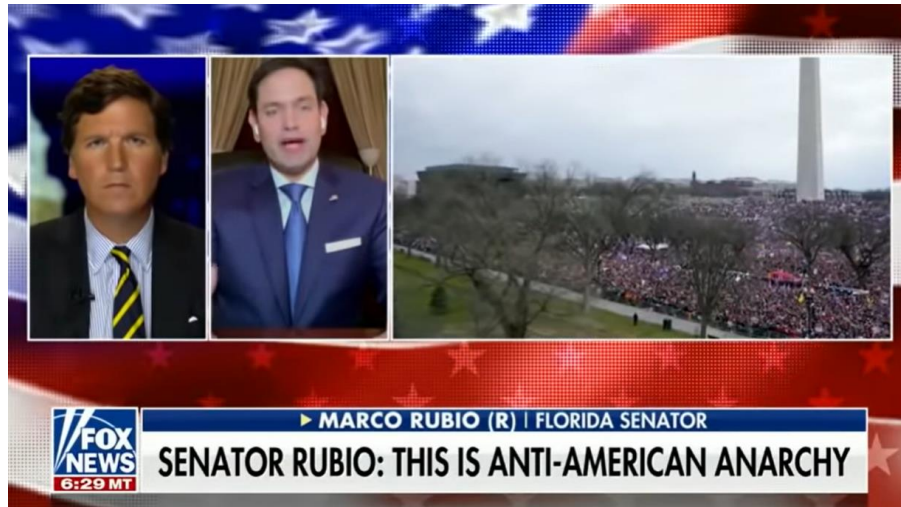 ▶ MARCO RUBIO (R) | FLORIDA SENATOR
SENATOR RUBIO: THIS IS ANTI-AMERICAN ANARCHY
FOX
NEWS
6:29 MT